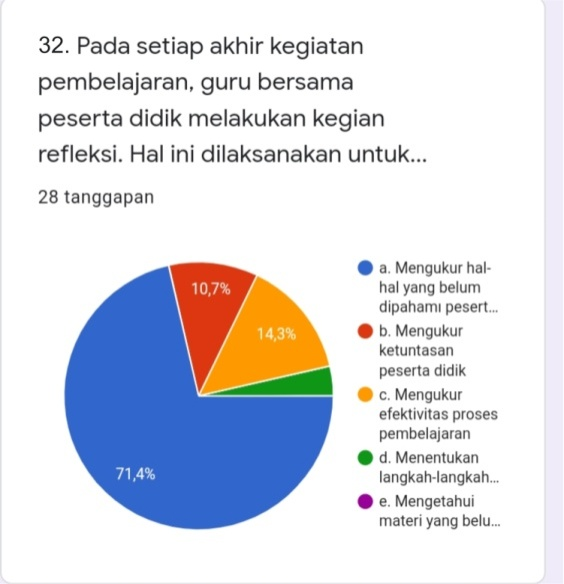 32. Pada setiap akhir kegiatan
pembelajaran, guru bersama
peserta didik melakukan kegian
refleksi. Hal ini dilaksanakan untuk...
28 tanggapan
a. Mengukur hal-
hal yang belum
dipahami pesert...
b. Mengukur
ketuntasan
peserta didik
c. Mengukur
efektivitas proses
pembelajaran
d. Menentukan
langkah-langkah...
e. Mengetahui
materi yang belu...
10,7%
14,3%
71,4%